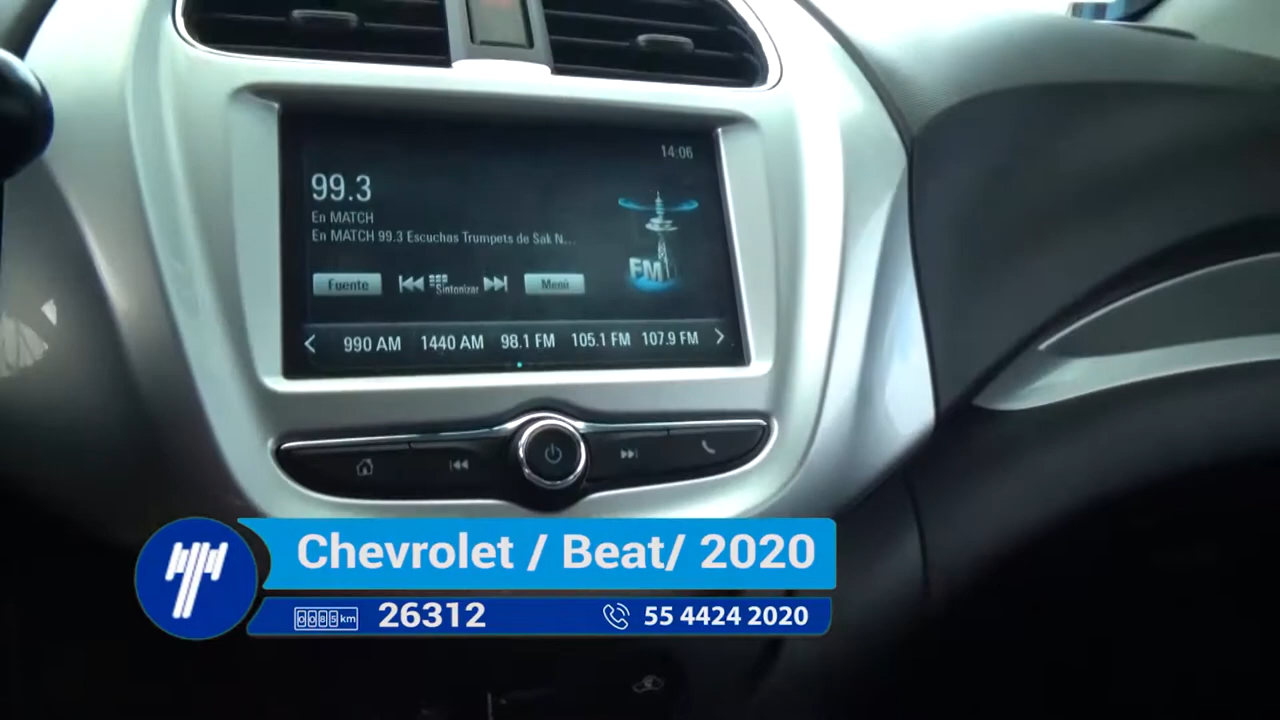 14:06
99.3
En MATCH
En MATCH 99.3 Escuchas Trumpets de Sak N...
FM
Fuente
Sintonizar
Menú
990 AM 1440 AM 98.1 FM 105.1 FM 107.9 FM
Chevrolet / Beat/ 2020
0085 km 26312 55 4424 2020